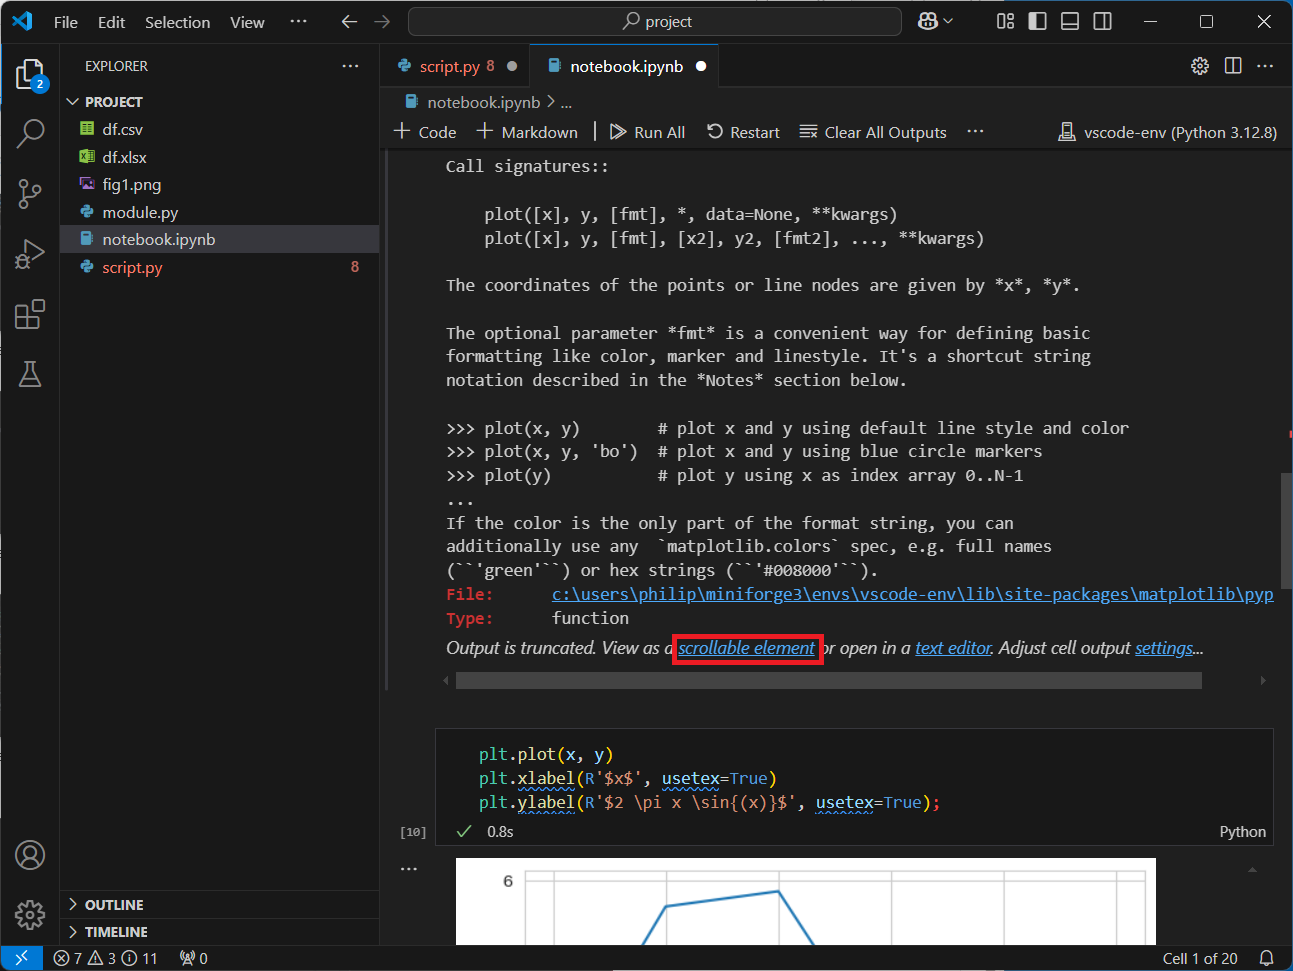 File Edit Selection View ··· project
EXPLORER ···
PROJECT
df.csv
df.xlsx
fig1.png
module.py
notebook.ipynb
script.py 8
OUTLINE
TIMELINE
2
script.py 8 notebook.ipynb ···
notebook.ipynb > ...
+ Code + Markdown | Run All Restart Clear All Outputs ··· vscode-env (Python 3.12.8)
Call signatures::
plot([x], y, [fmt], *, data=None, **kwargs)
plot([x], y, [fmt], [x2], y2, [fmt2], ..., **kwargs)
The coordinates of the points or line nodes are given by *x*, *y*.
The optional parameter *fmt* is a convenient way for defining basic
formatting like color, marker and linestyle. It's a shortcut string
notation described in the *Notes* section below.
>>> plot(x, y)        # plot x and y using default line style and color
>>> plot(x, y, 'bo')  # plot x and y using blue circle markers
>>> plot(y)           # plot y using x as index array 0..N-1
...
If the color is the only part of the format string, you can
additionally use any  `matplotlib.colors` spec, e.g. full names
(``'green'``) or hex strings (``'#008000'``).
File:      c:\users\philip\miniforge3\envs\vscode-env\lib\site-packages\matplotlib\pyp
Type:      function
Output is truncated. View as a scrollable element or open in a text editor. Adjust cell output settings...
plt.plot(x, y)
plt.xlabel(R'$x$', usetex=True)
plt.ylabel(R'$2 \pi x \sin{(x)}$', usetex=True);
[10] ✓ 0.8s Python
···
6
7 3 11 0 Cell 1 of 20